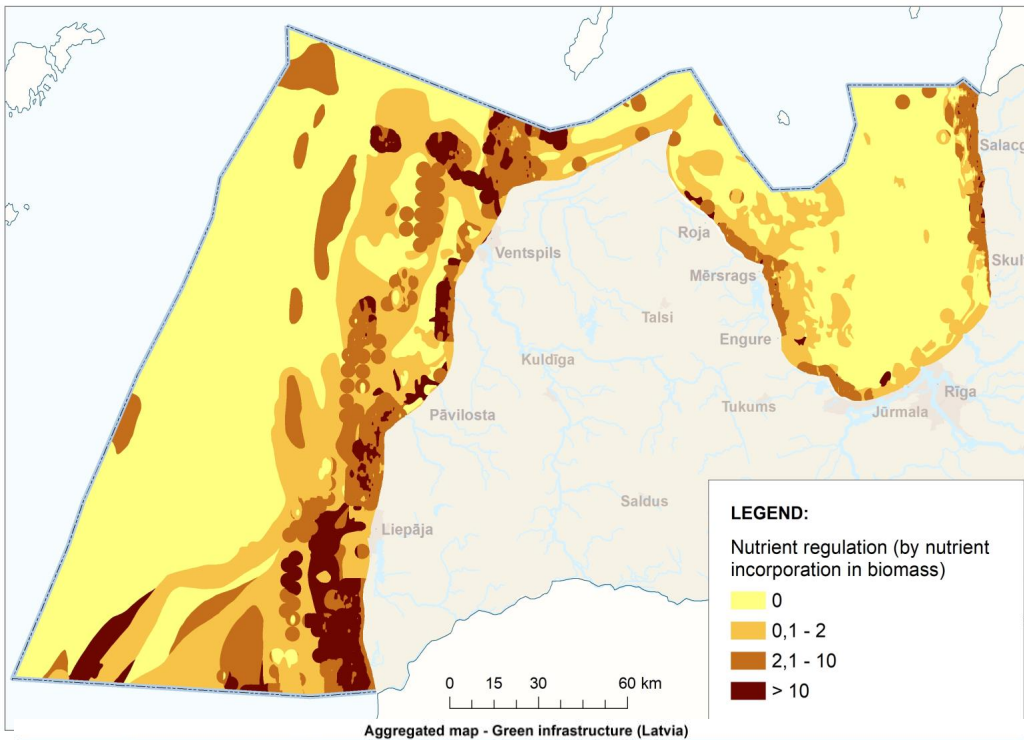 Salacg
Ventspils
Roja
Skult
Mērsrags
Talsi
Engure
Kuldīga
Tukums
Rīga
Jūrmala
Pāvilosta
Saldus
Liepāja
LEGEND:
Nutrient regulation (by nutrient
incorporation in biomass)
0
0,1 - 2
2,1 - 10
> 10
0 15 30 60 km
Aggregated map - Green infrastructure (Latvia)